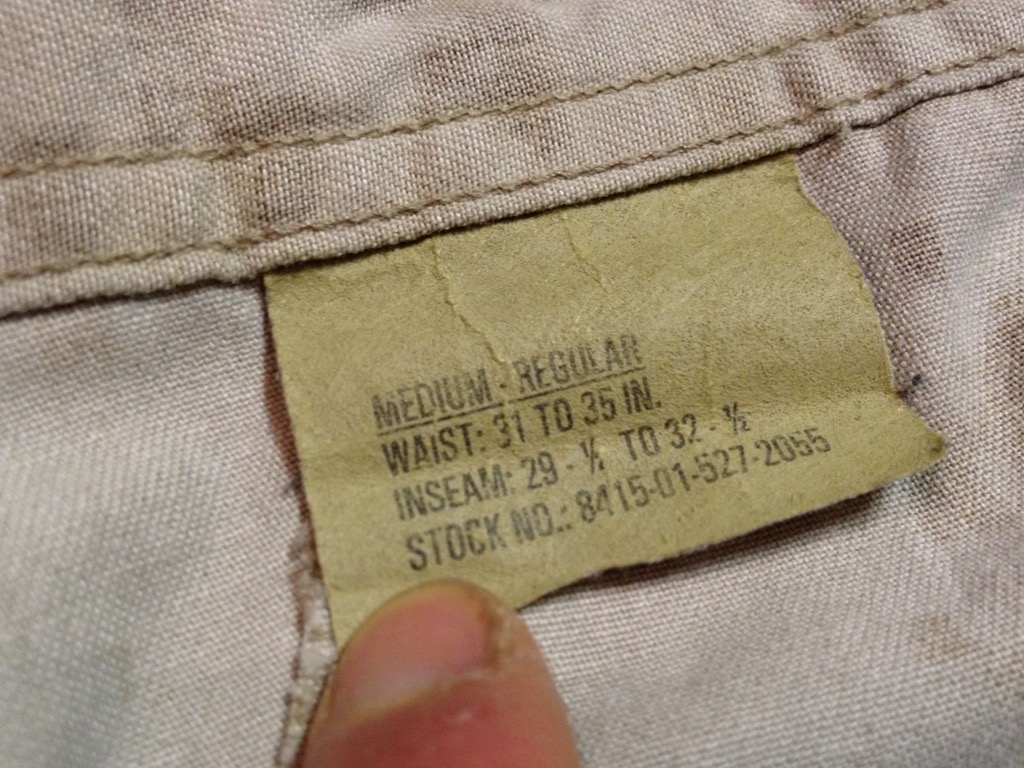 MEDIUM - REGULAR
WAIST: 31 TO 35 IN.
INSEAM: 29 - ½ TO 32 - ½
STOCK NO.: 8415-01-527-2055